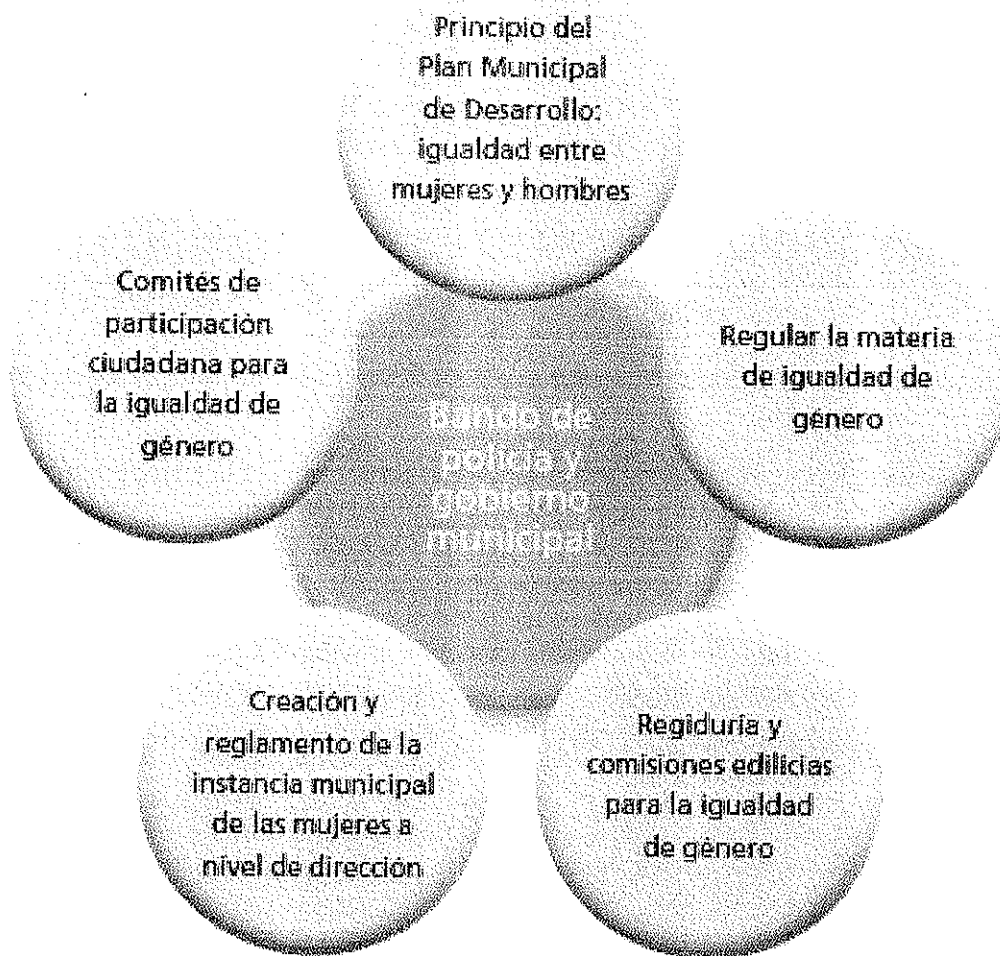 Principio del
Plan Municipal
de Desarrollo:
igualdad entre
mujeres y hombres
Comités de
participación
ciudadana para
la igualdad de
género
Regular la materia
de igualdad de
género
Bando de
policía y
gobierno
municipal
Creación y
reglamento de la
instancia municipal
de las mujeres a
nivel de dirección
Regiduría y
comisiones edilicias
para la igualdad
de género